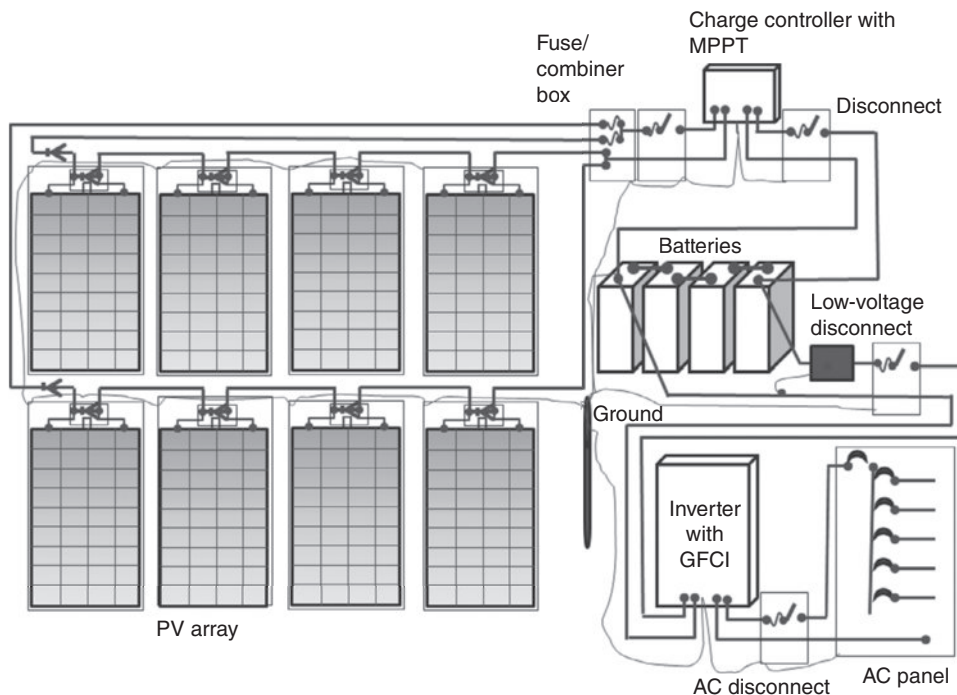 Charge controller with
MPPT
Fuse/
combiner
box
Disconnect
Batteries
Low-voltage
disconnect
Ground
Inverter
with
GFCI
PV array
AC disconnect
AC panel